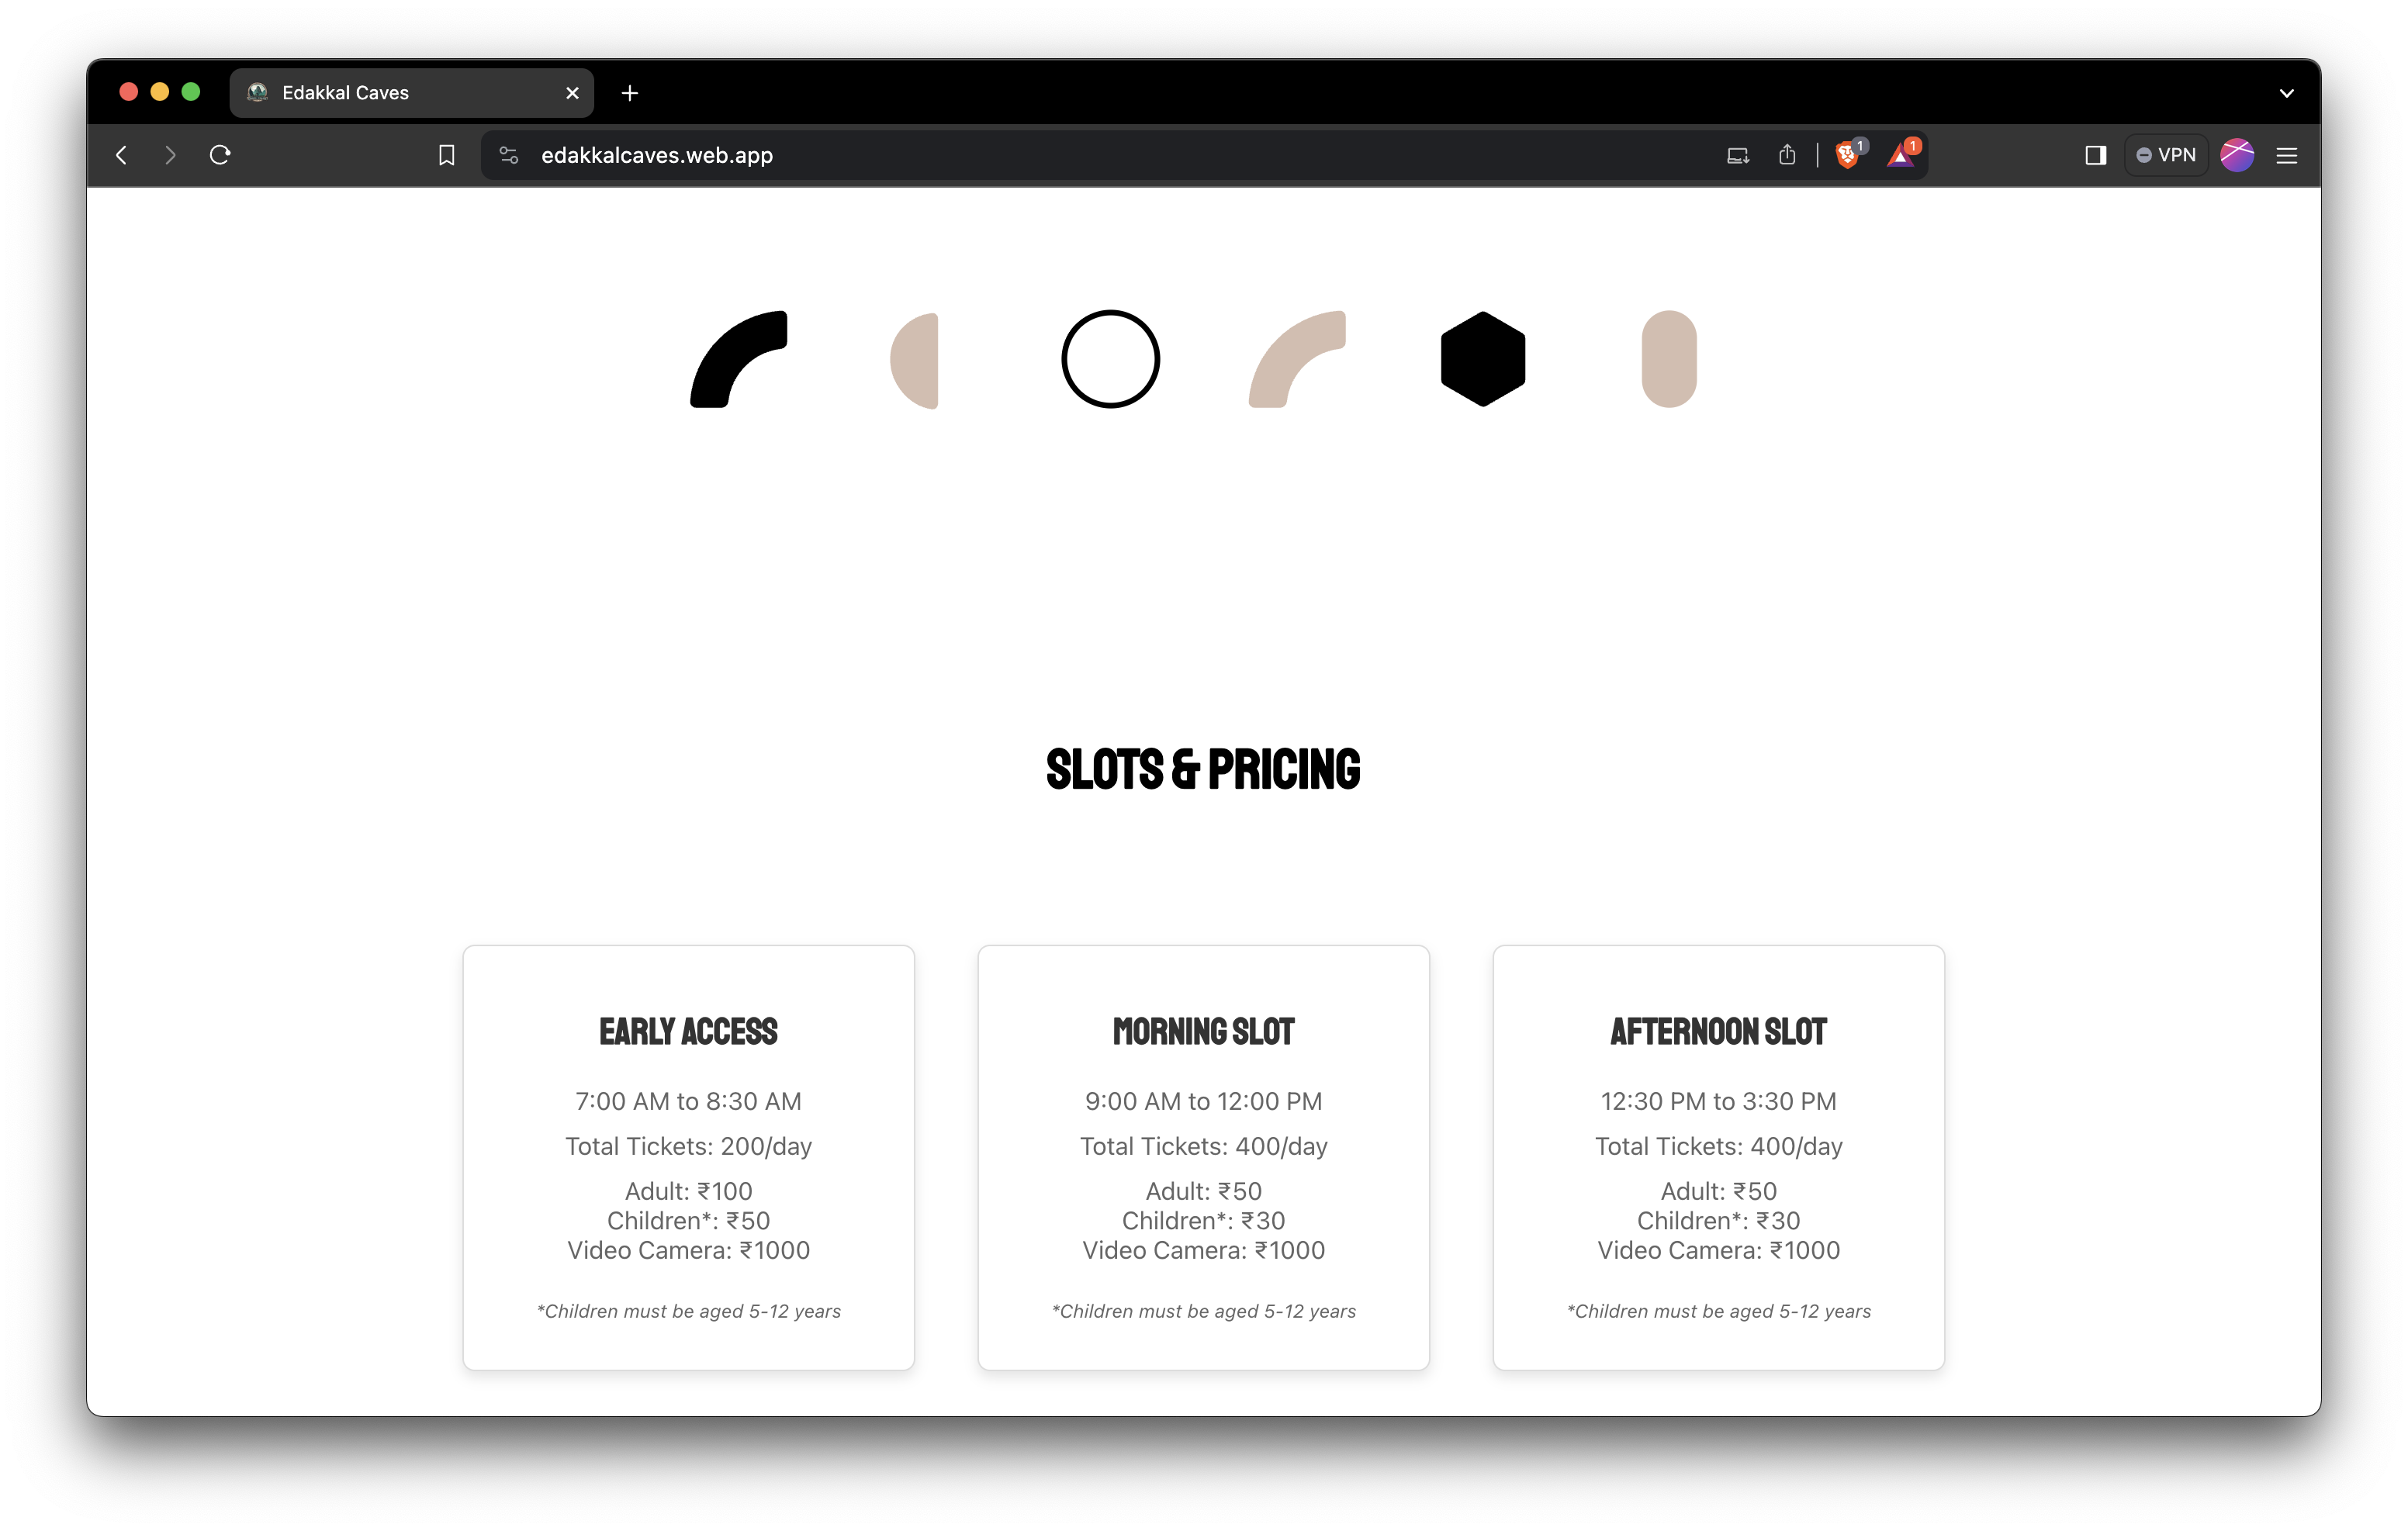 Edakkal Caves
edakkalcaves.web.app
1
1
VPN
SLOTS & PRICING
EARLY ACCESS
7:00 AM to 8:30 AM
Total Tickets: 200/day
Adult: ₹100
Children*: ₹50
Video Camera: ₹1000
*Children must be aged 5-12 years
MORNING SLOT
9:00 AM to 12:00 PM
Total Tickets: 400/day
Adult: ₹50
Children*: ₹30
Video Camera: ₹1000
*Children must be aged 5-12 years
AFTERNOON SLOT
12:30 PM to 3:30 PM
Total Tickets: 400/day
Adult: ₹50
Children*: ₹30
Video Camera: ₹1000
*Children must be aged 5-12 years